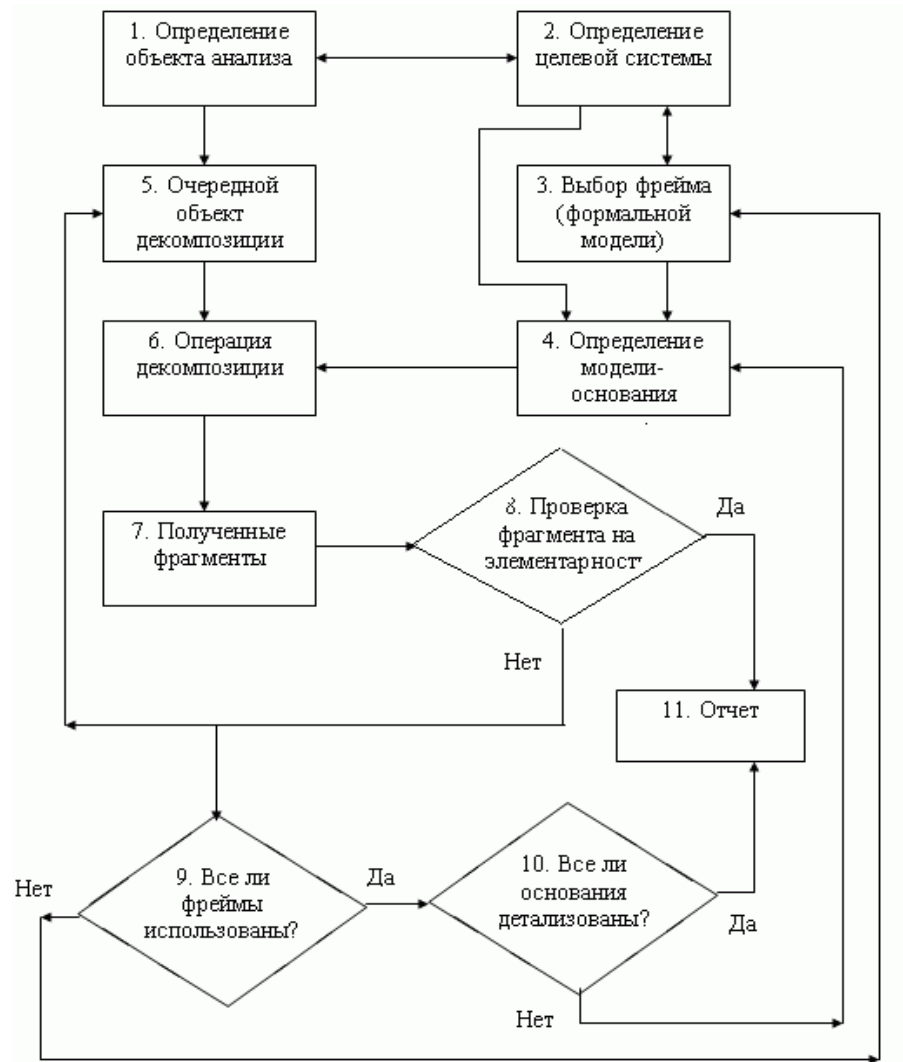 1. Определение
объекта анализа
2. Определение
целевой системы
5. Очередной
объект
декомпозиции
3. Выбор фрейма
(формальной
модели)
6. Операция
декомпозиции
4. Определение
модели-
основания
7. Полученные
фрагменты
8. Проверка
фрагмента на
элементарност
Да
Нет
11. Отчет
9. Все ли
фреймы
использованы?
Нет
Да
10. Все ли
основания
детализованы?
Да
Нет